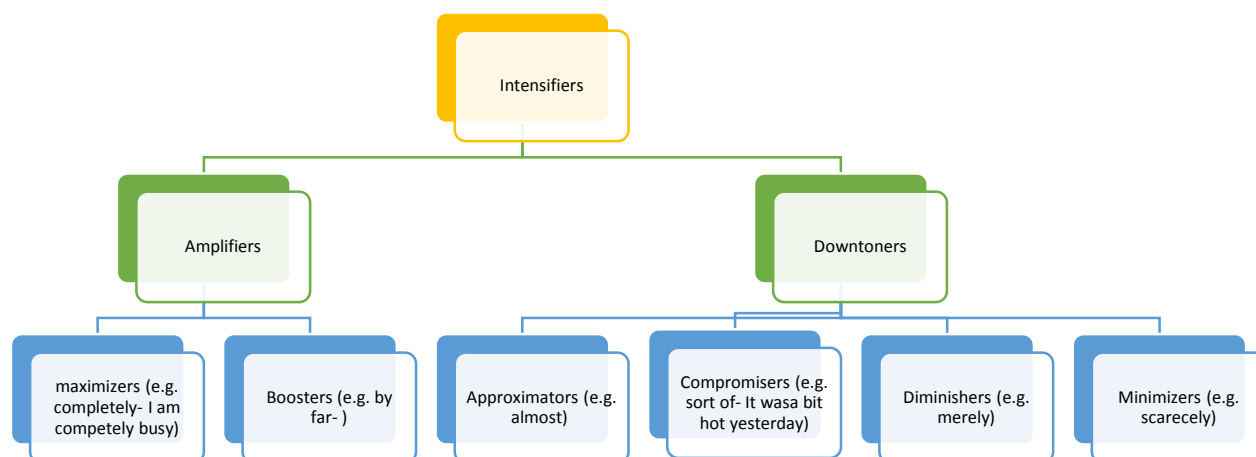 Intensifiers
Amplifiers
Downtoners
maximizers (e.g.
completely- I am
competely busy)
Boosters (e.g. by
far- )
Approximators (e.g.
almost)
Compromisers (e.g.
sort of- It wasa bit
hot yesterday)
Diminishers (e.g.
merely)
Minimizers (e.g.
scarecely)